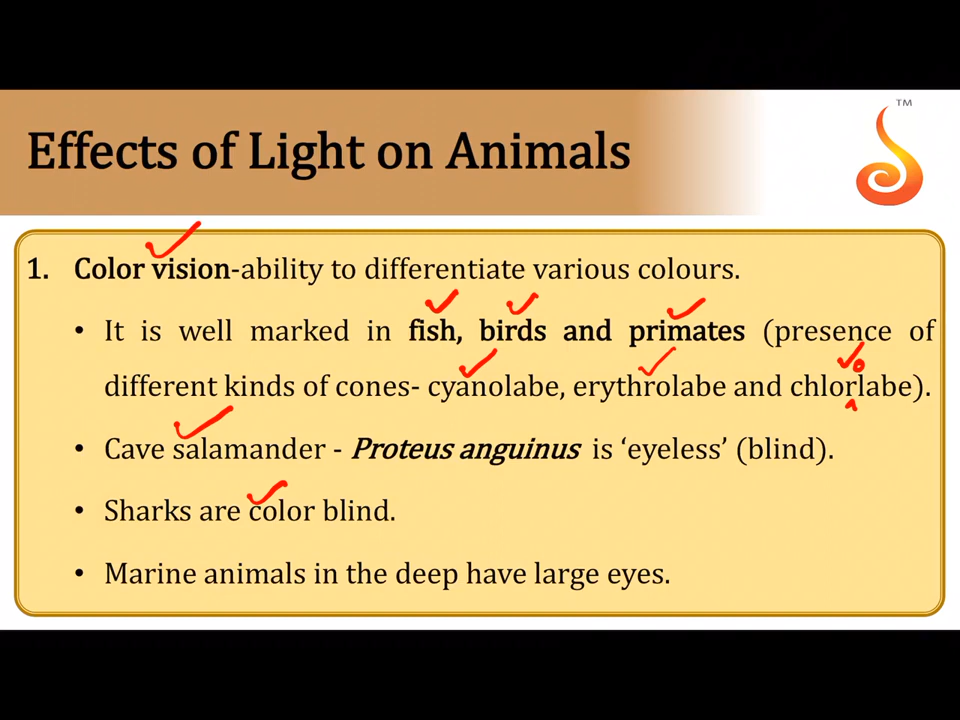 TM
Effects of Light on Animals
1. Color vision-ability to differentiate various colours.
• It is well marked in fish, birds and primates (presence of
different kinds of cones- cyanolabe, erythrolabe and chlorlabe).
o
• Cave salamander - Proteus anguinus is ‘eyeless’ (blind).
• Sharks are color blind.
• Marine animals in the deep have large eyes.